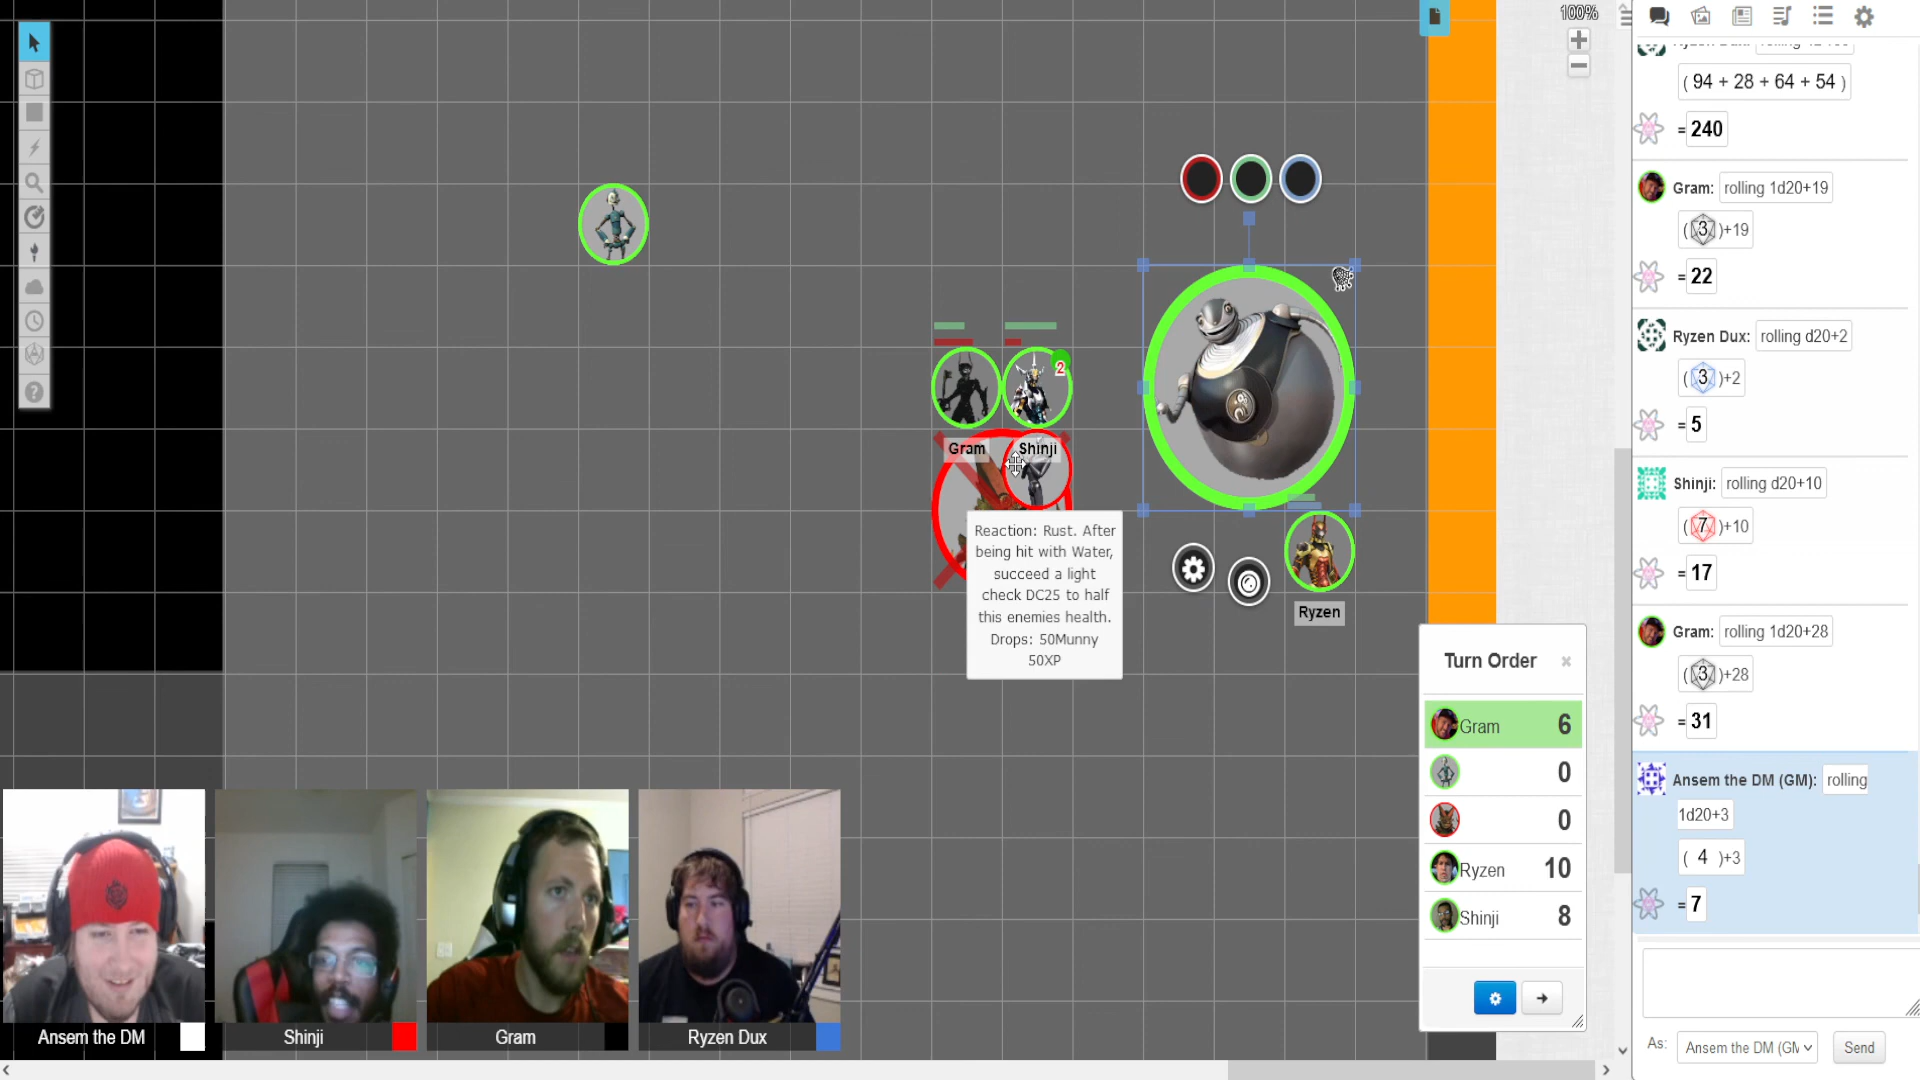 100%
( 94 + 28 + 64 + 54 )
= 240
Gram: rolling 1d20+19
( 3 )+19
= 22
Ryzen Dux: rolling d20+2
( 3 )+2
= 5
Shinji: rolling d20+10
( 7 )+10
= 17
Gram: rolling 1d20+28
( 3 )+28
= 31
Ansem the DM (GM): rolling
1d20+3
( 4 )+3
= 7
As: Ansem the DM (GM
Send
2
Gram
Shinji
Reaction: Rust. After
being hit with Water,
succeed a light
check DC25 to half
this enemies health.
Drops: 50Munny
50XP
Ryzen
Turn Order ×
Gram 6
0
0
Ryzen 10
Shinji 8
Ansem the DM
Shinji
Gram
Ryzen Dux